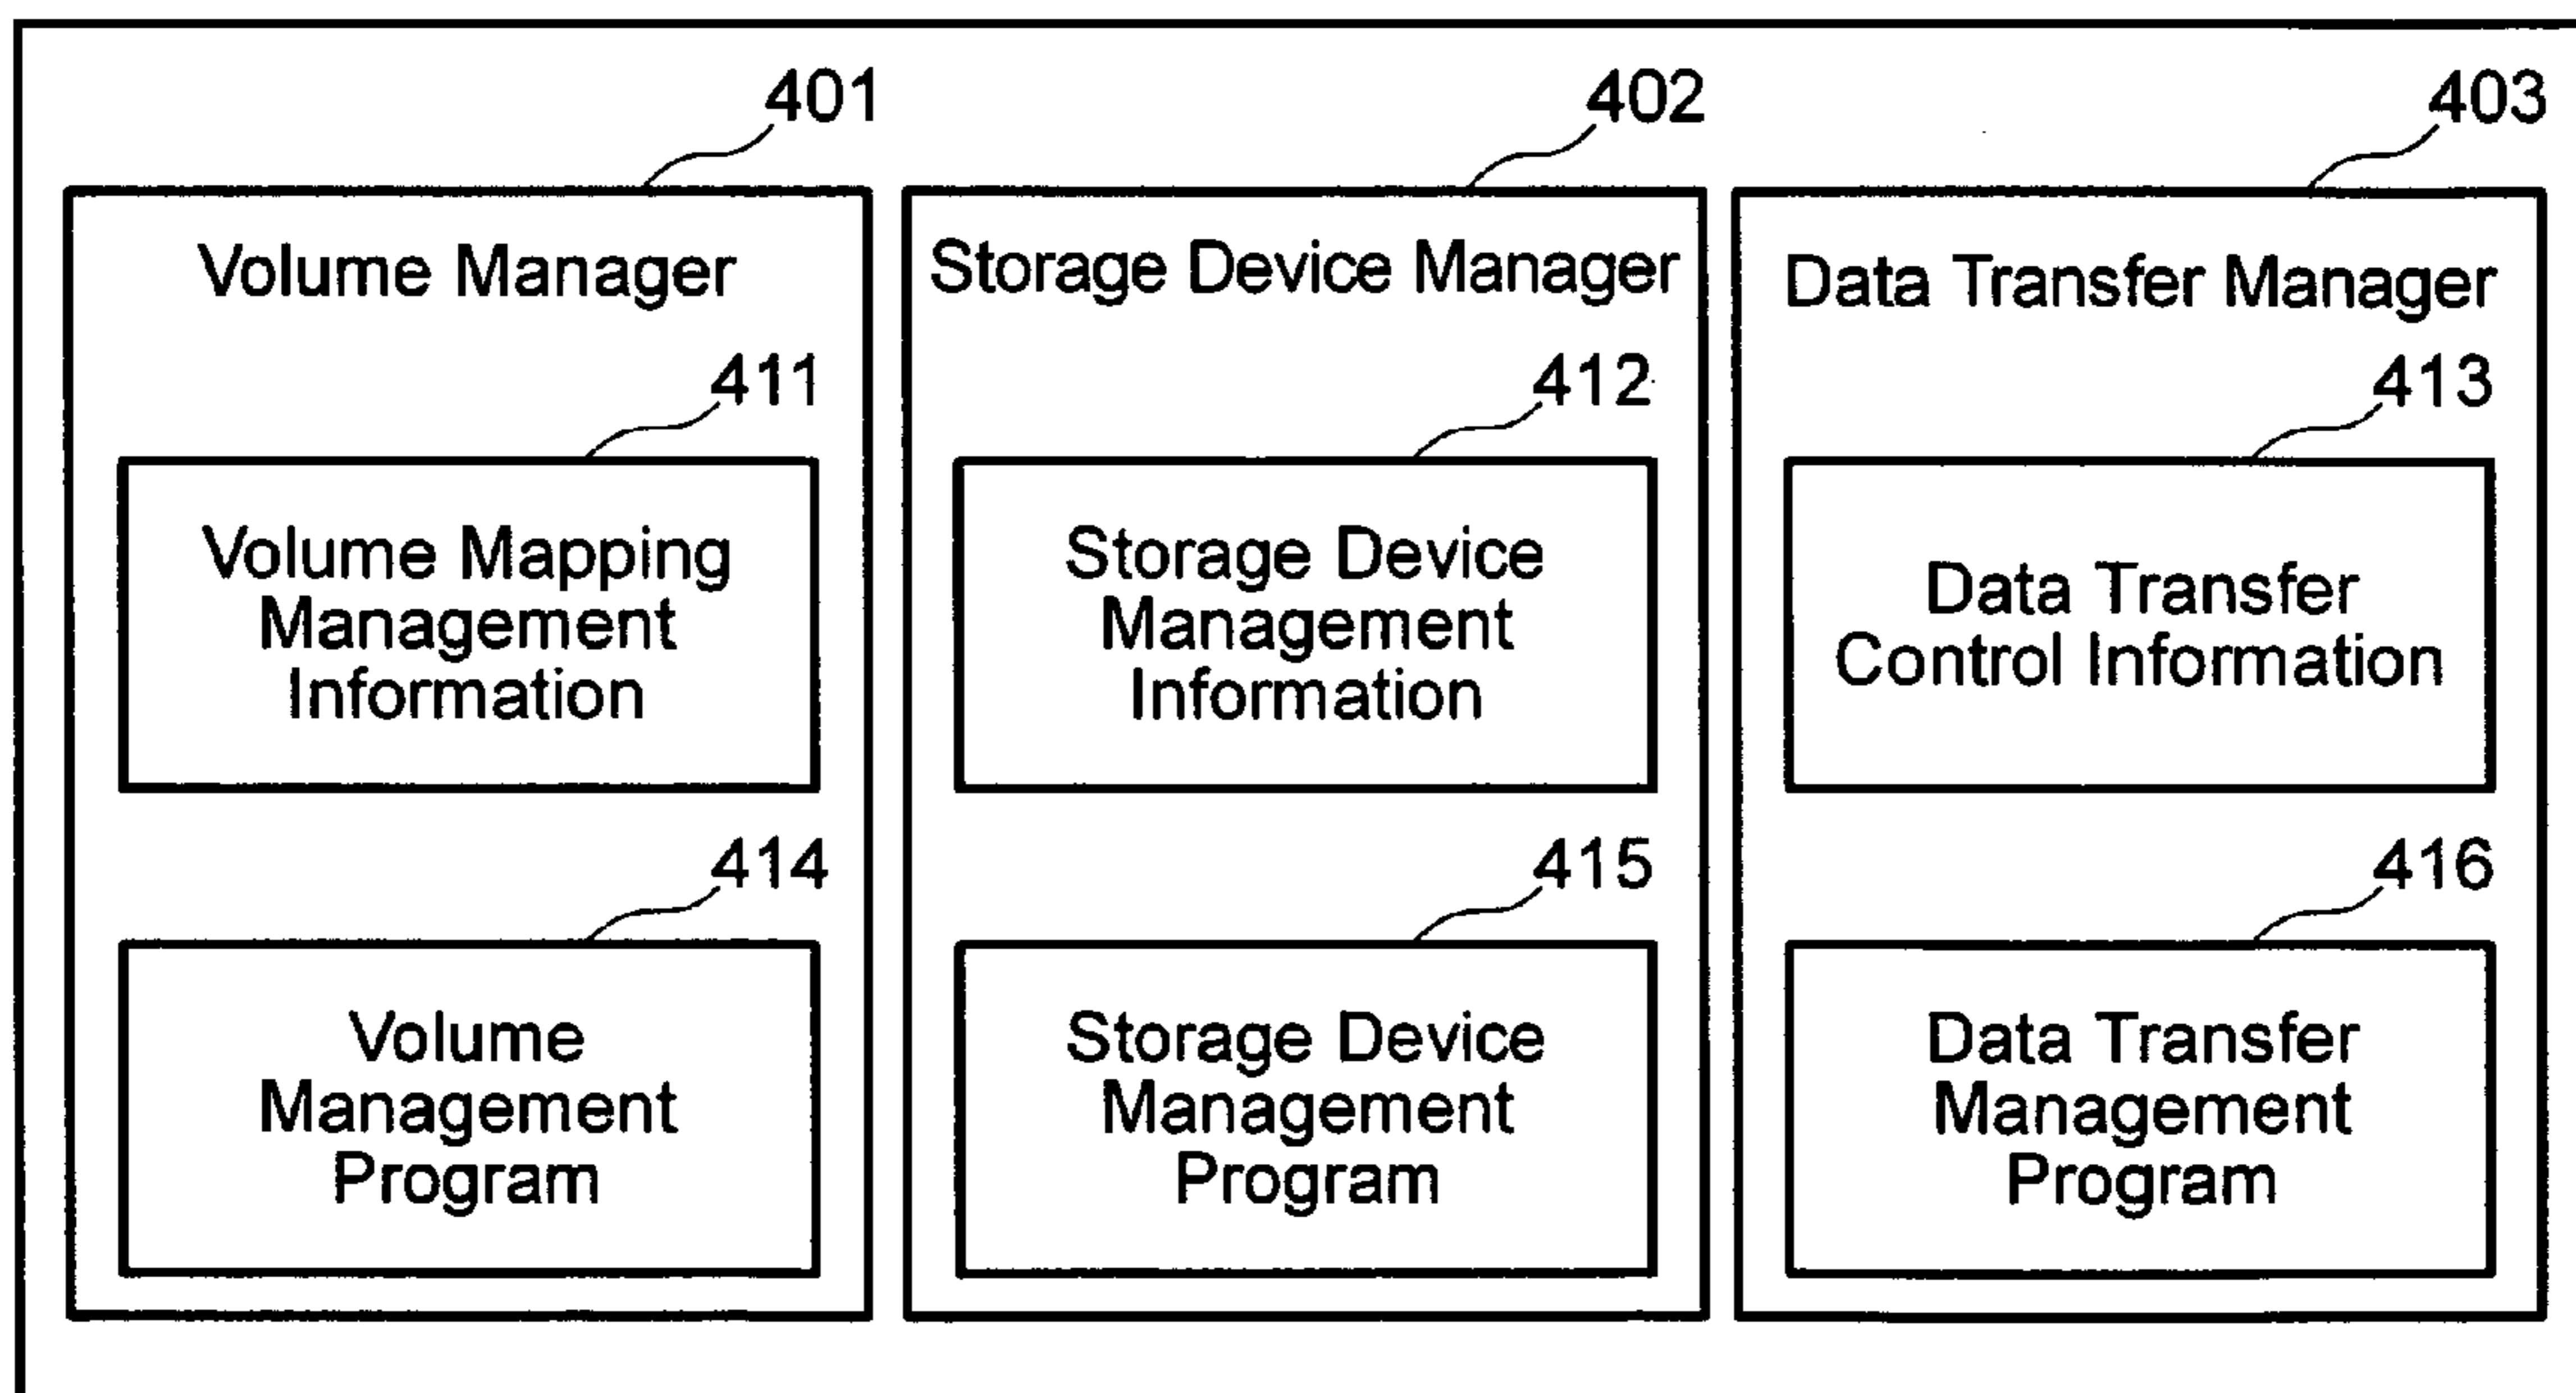 401
402
403
Volume Manager
Storage Device Manager
Data Transfer Manager
411
412
413
Volume Mapping
Management
Information
Storage Device
Management
Information
Data Transfer
Control Information
414
415
416
Volume
Management
Program
Storage Device
Management
Program
Data Transfer
Management
Program